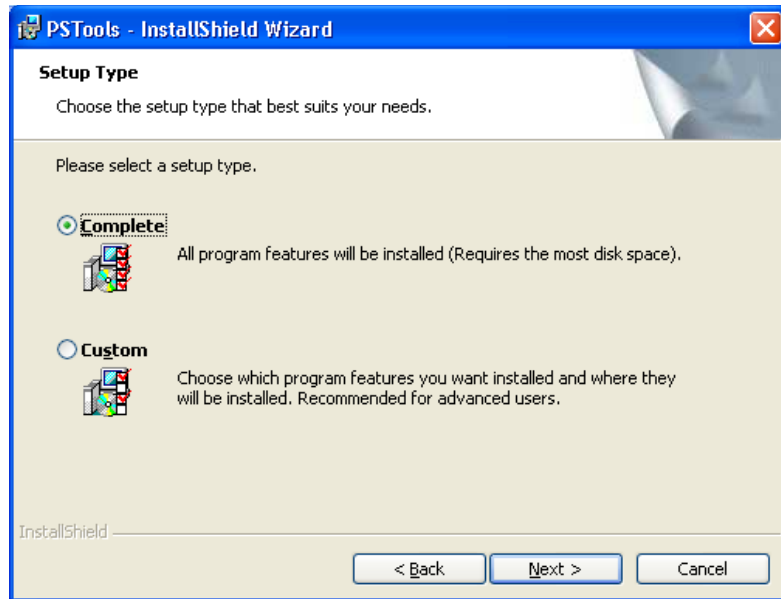 PSTools - InstallShield Wizard
Setup Type
Choose the setup type that best suits your needs.
Please select a setup type.
Complete
All program features will be installed (Requires the most disk space).
Custom
Choose which program features you want installed and where they
will be installed. Recommended for advanced users.
InstallShield
< Back
Next >
Cancel